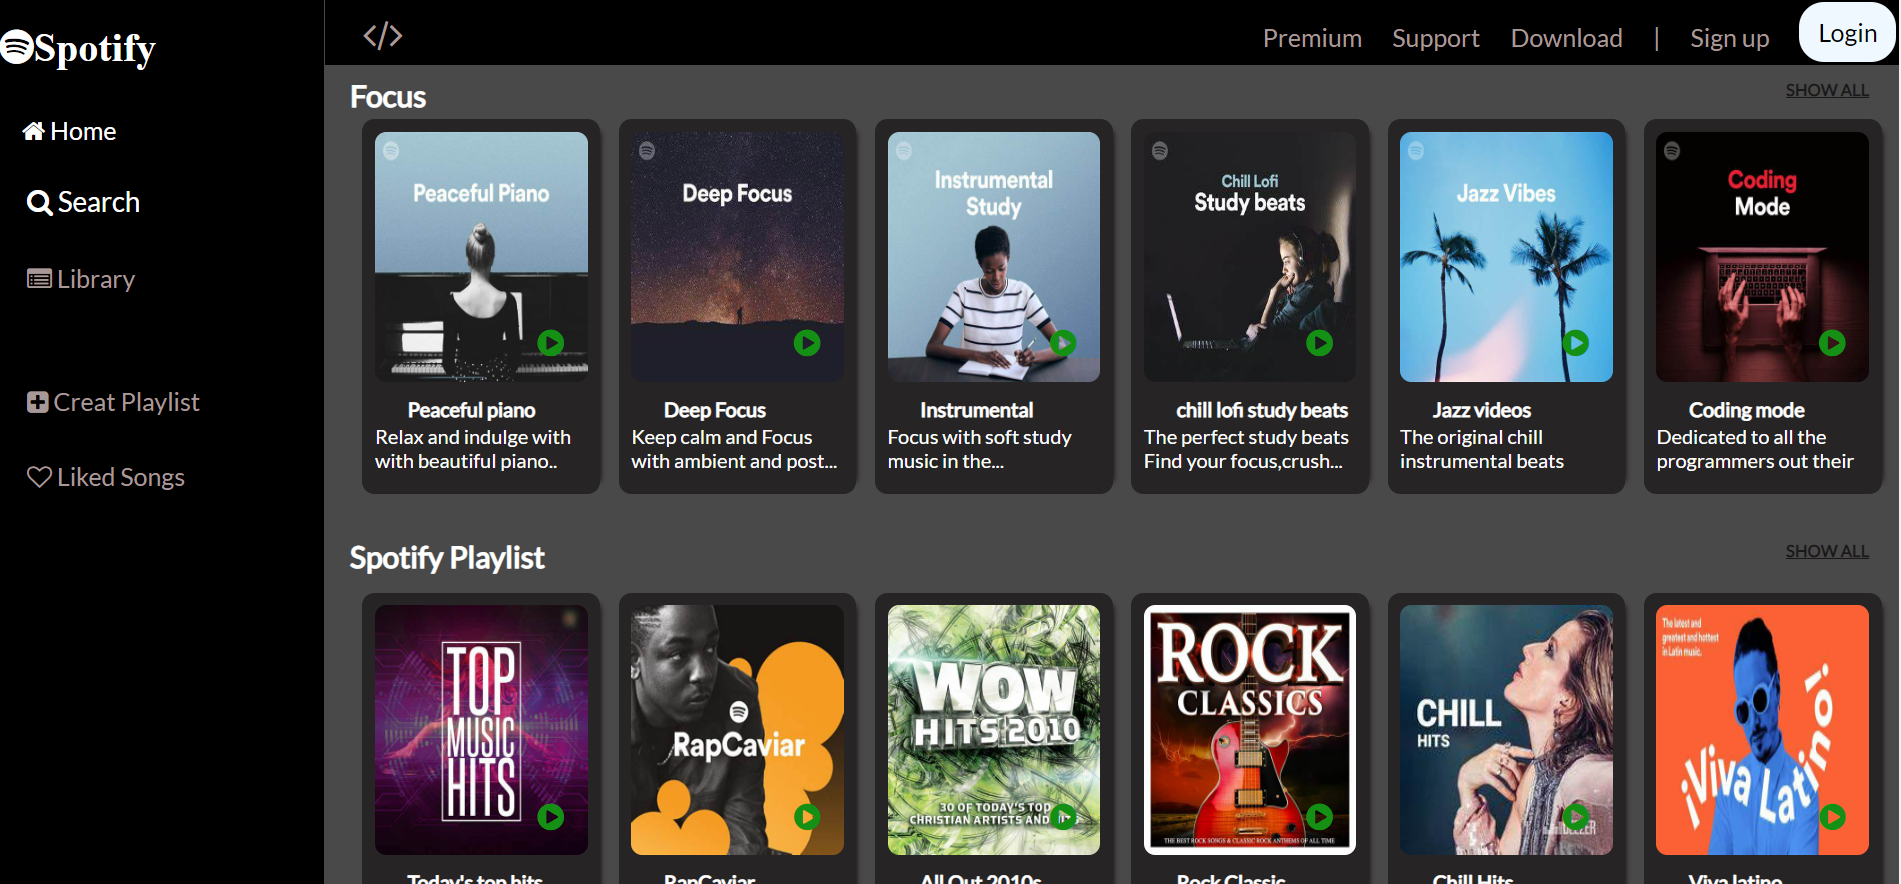 Spotify
Home
Search
Library
Creat Playlist
Liked Songs
</>
Premium
Support
Download
|
Sign up
Login
Focus
SHOW ALL
Peaceful Piano
Deep Focus
Instrumental
Study
Chill Lofi
Study beats
Jazz Vibes
Coding
Mode
Peaceful piano
Relax and indulge with
with beautiful piano..
Deep Focus
Keep calm and Focus
with ambient and post...
Instrumental
Focus with soft study
music in the...
chill lofi study beats
The perfect study beats
Find your focus,crush...
Jazz videos
The original chill
instrumental beats
Coding mode
Dedicated to all the
programmers out their
Spotify Playlist
SHOW ALL
TOP
MUSIC
HITS
RapCaviar
WOW
HITS 2010
30 OF TODAY'S TOP
CHRISTIAN ARTISTS AND HITS
ROCK
CLASSICS
THE BEST ROCK SONGS & CLASSIC ROCK ANTHEMS OF ALL TIME
CHILL
HITS
DEEZER
The latest and
greatest and hottest
in Latin music.
¡Viva Latino!
Today's top hits
RapCaviar
All Out 2010s
Rock Classic
Chill Hits
Viva latino